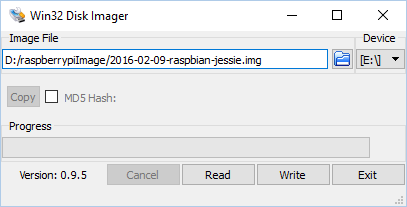 Win32 Disk Imager
Image File
Device
D:/raspberrypiImage/2016-02-09-raspbian-jessie.img
[E:\]
Copy
MD5 Hash:
Progress
Version: 0.9.5
Cancel
Read
Write
Exit